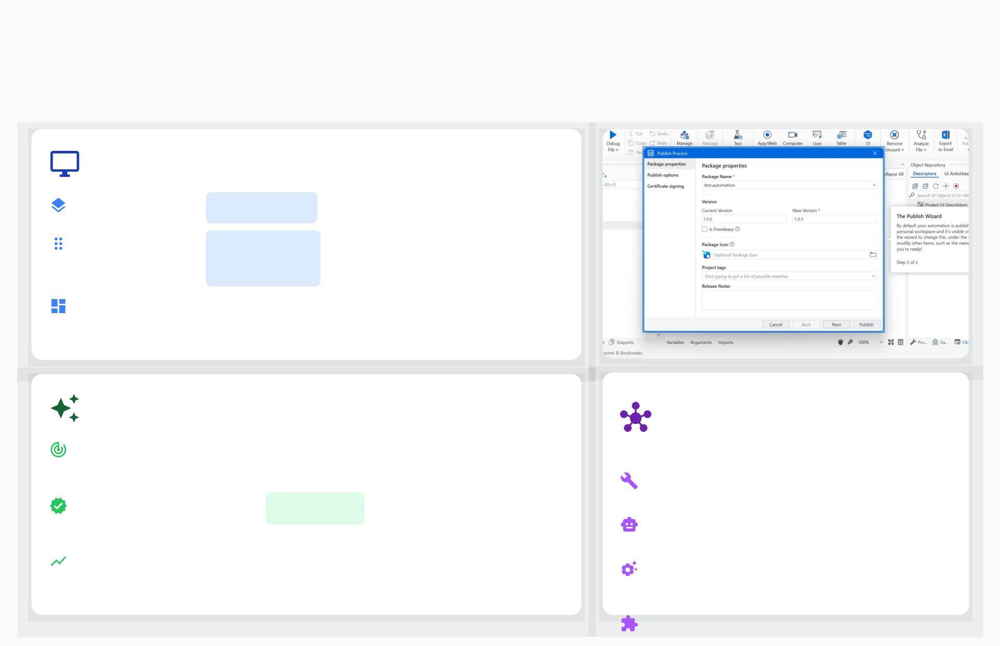 Cut
Undo
Debug
File
Copy
Redo
Manage
Manage
Test
App/Web
Computer
User
Table
UI
Remove
Unused
Analyze
File
Export
to Excel
Publish Process
Package properties
Publish options
Certificate signing
Package properties
Package Name *
test.automation
Version
Current Version
New Version *
1.0.0
1.0.1
Is Prerelease
Package Icon
Optional Package Icon
Project tags
Start typing to get a list of possible matches
Release Notes
Cancel
Back
Next
Publish
Object Repository
ollapse All
Descriptors
UI Activities
+Alt+F)
Search UI Objects (Ctrl+Alt
Project UI Descriptors
The Publish Wizard
By default your automation is publish
personal workspace and it's visible
the wizard to change this, under the
modify other items, such as the name
you're ready!
Step 2 of 2
Snippets
Variables
Arguments
Imports
100%
Pro...
Da...
Ob
oints & Bookmarks